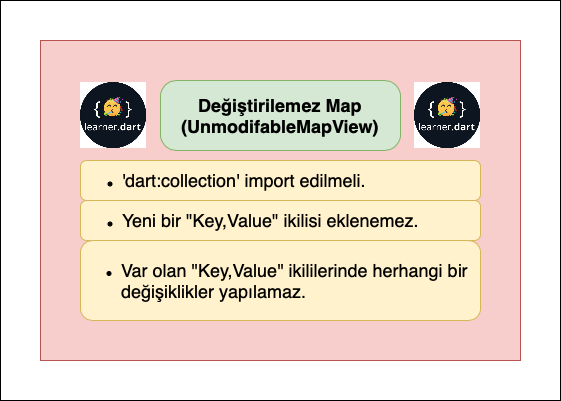 {🥳}
learner.dart
Değiştirilemez Map
(UnmodifableMapView)
{🥳}
learner.dart
• 'dart:collection' import edilmeli.
• Yeni bir "Key,Value" ikilisi eklenemez.
• Var olan "Key,Value" ikililerinde herhangi bir
değişiklikler yapılamaz.